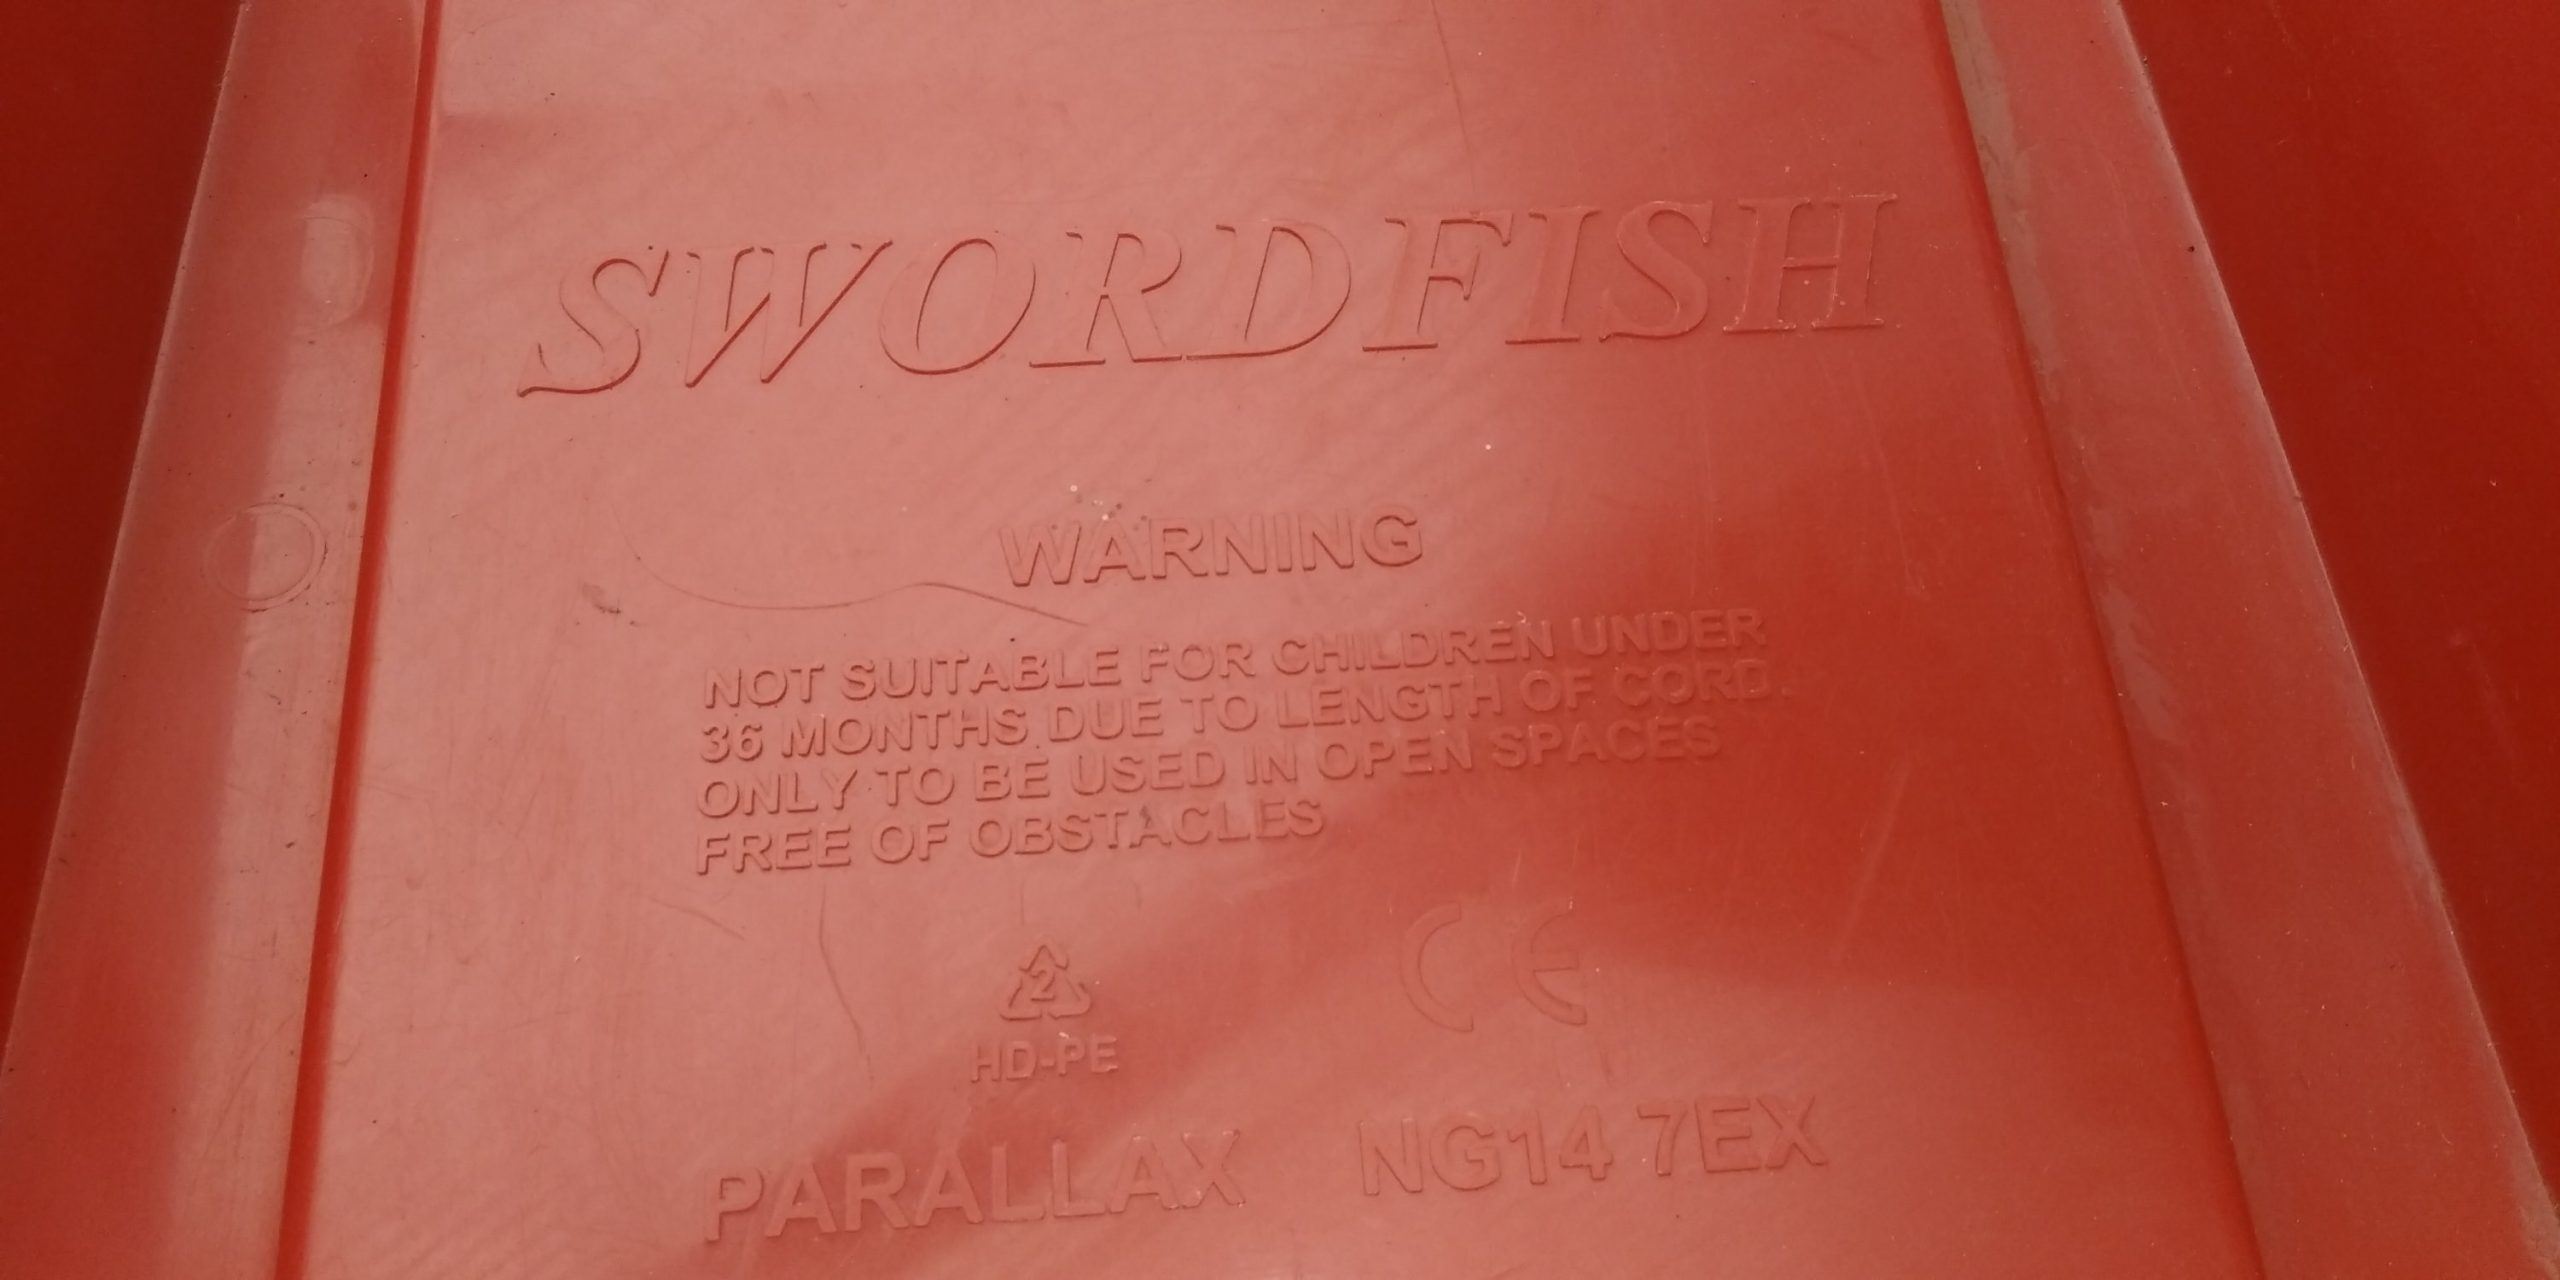 SWORDFISH
WARNING
NOT SUITABLE FOR CHILDREN UNDER
36 MONTHS DUE TO LENGTH OF CORD.
ONLY TO BE USED IN OPEN SPACES
FREE OF OBSTACLES
2
CE
HD-PE
PARALLAX NG14 7EX